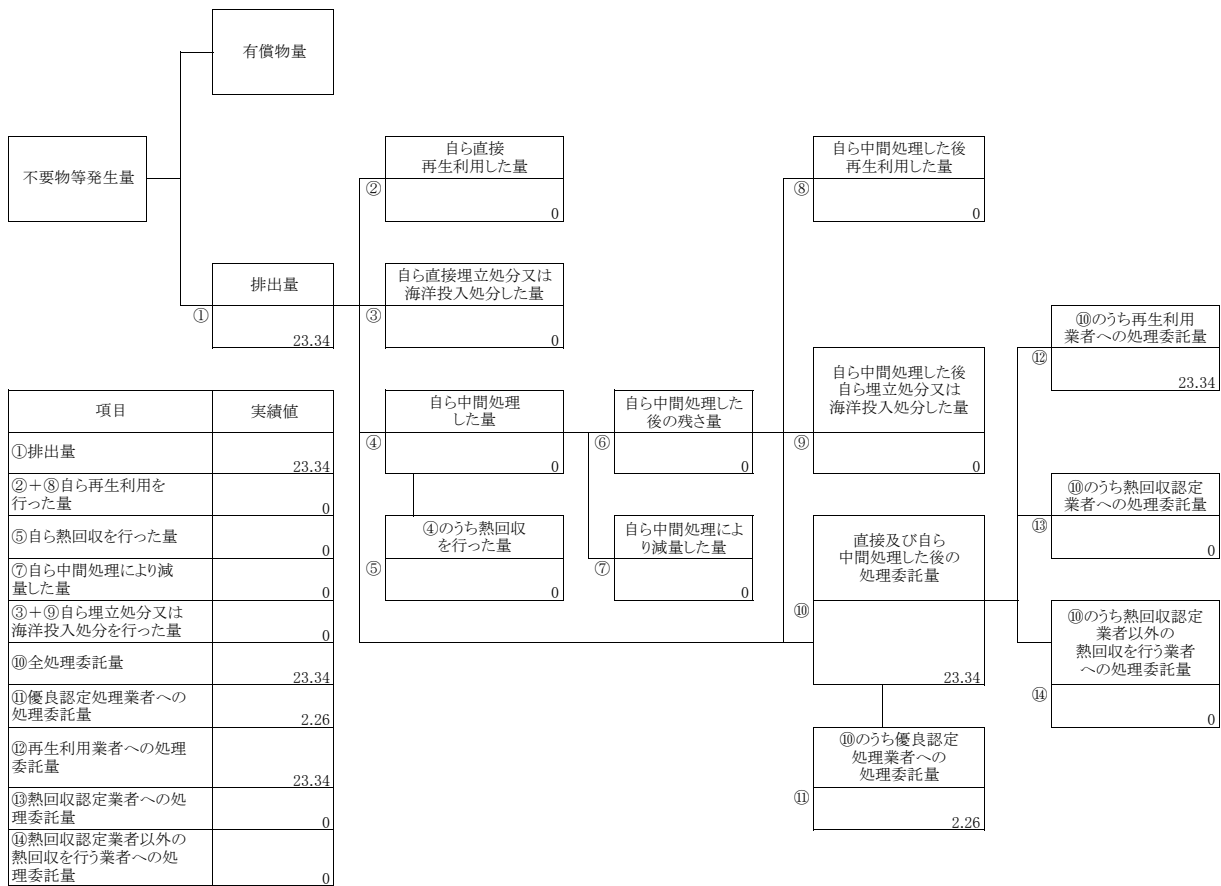 有償物量
不要物等発生量
自ら直接
再生利用した量
②
0
自ら中間処理した後
再生利用した量
⑧
0
排出量
①
23.34
自ら直接埋立処分又は
海洋投入処分した量
③
0
⑩のうち再生利用
業者への処理委託量
⑫
23.34
自ら中間処理
した量
④
0
自ら中間処理した
後の残さ量
⑥
0
自ら中間処理した後
自ら埋立処分又は
海洋投入処分した量
⑨
0
④のうち熱回収
を行った量
⑤
0
自ら中間処理によ
り減量した量
⑦
0
直接及び自ら
中間処理した後の
処理委託量
⑩
23.34
⑩のうち熱回収認定
業者への処理委託量
⑬
0
⑩のうち熱回収認定
業者以外の
熱回収を行う業者
への処理委託量
⑭
0
⑩のうち優良認定
処理業者への
処理委託量
⑪
2.26
項目 実績値
①排出量
23.34
②＋⑧自ら再生利用を
行った量
0
⑤自ら熱回収を行った量
0
⑦自ら中間処理により減
量した量
0
③＋⑨自ら埋立処分又は
海洋投入処分を行った量
0
⑩全処理委託量
23.34
⑪優良認定処理業者への
処理委託量
2.26
⑫再生利用業者への処理
委託量
23.34
⑬熱回収認定業者への処
理委託量
0
⑭熱回収認定業者以外の
熱回収を行う業者への処
理委託量
0